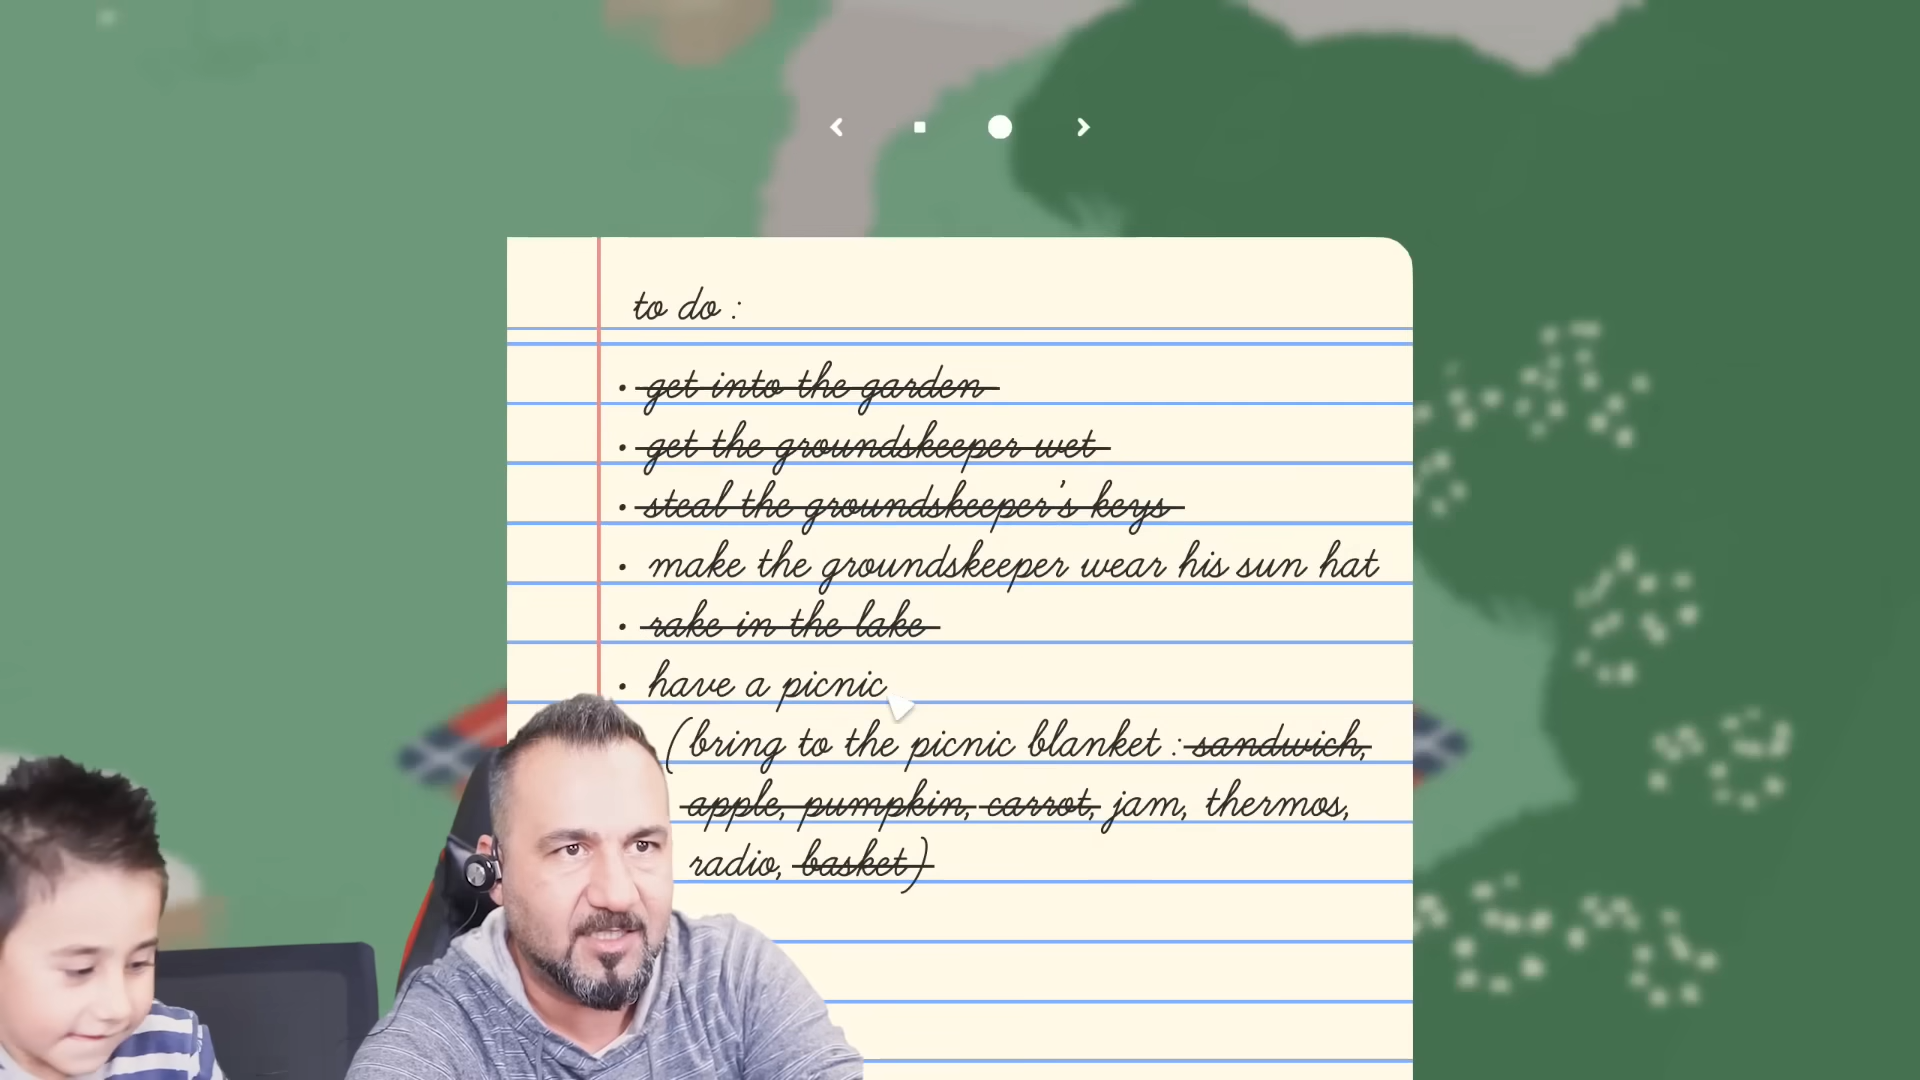 to do :
• get into the garden
• get the groundskeeper wet
• steal the groundskeeper's keys
• make the groundskeeper wear his sun hat
• rake in the lake
• have a picnic
(bring to the picnic blanket : sandwich,
apple, pumpkin, carrot, jam, thermos,
radio, basket)